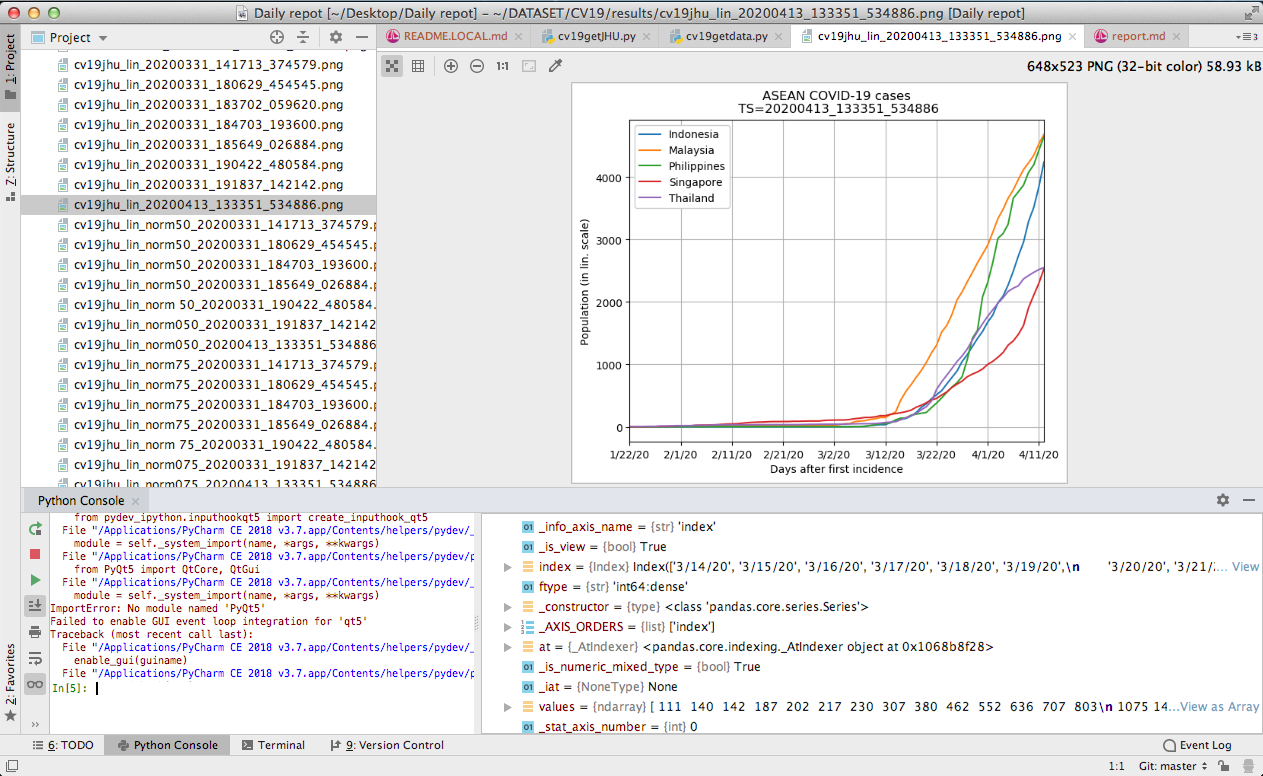 Daily repot [~/Desktop/Daily repot] – ~/DATASET/CV19/results/cv19jhu_lin_20200413_133351_534886.png [Daily repot]
1: Project
Z: Structure
2: Favorites
Project
README.LOCAL.md
cv19getJHU.py
cv19getdata.py
cv19jhu_lin_20200413_133351_534886.png
report.md
3
cv19jhu_lin_20200331_141713_374579.png
cv19jhu_lin_20200331_180629_454545.png
cv19jhu_lin_20200331_183702_059620.png
cv19jhu_lin_20200331_184703_193600.png
cv19jhu_lin_20200331_185649_026884.png
cv19jhu_lin_20200331_190422_480584.png
cv19jhu_lin_20200331_191837_142142.png
cv19jhu_lin_20200413_133351_534886.png
cv19jhu_lin_norm50_20200331_141713_374579.p
cv19jhu_lin_norm50_20200331_180629_454545.
cv19jhu_lin_norm50_20200331_184703_193600.
cv19jhu_lin_norm50_20200331_185649_026884.
cv19jhu_lin_norm 50_20200331_190422_480584.
cv19jhu_lin_norm050_20200331_191837_142142
cv19jhu_lin_norm050_20200413_133351_534886
cv19jhu_lin_norm75_20200331_141713_374579.p
cv19jhu_lin_norm75_20200331_180629_454545.
cv19jhu_lin_norm75_20200331_184703_193600.
cv19jhu_lin_norm75_20200331_185649_026884.
cv19jhu_lin_norm 75_20200331_190422_480584.
cv19jhu_lin_norm075_20200331_191837_142142
cv19jhu_lin_norm075_20200413_133351_534886
1:1
648x523 PNG (32-bit color) 58.93 kB
ASEAN COVID-19 cases
TS=20200413_133351_534886
Indonesia
Malaysia
Philippines
Singapore
Thailand
Population (in lin. scale)
4000
3000
2000
1000
0
1/22/20 2/1/20 2/11/20 2/21/20 3/2/20 3/12/20 3/22/20 4/1/20 4/11/20
Days after first incidence
Python Console
from pydev_ipython.inputhookqt5 import create_inputhook_qt5
File "/Applications/PyCharm CE 2018 v3.7.app/Contents/helpers/pydev/_
module = self._system_import(name, *args, **kwargs)
File "/Applications/PyCharm CE 2018 v3.7.app/Contents/helpers/pydev/p
from PyQt5 import QtCore, QtGui
File "/Applications/PyCharm CE 2018 v3.7.app/Contents/helpers/pydev/_
module = self._system_import(name, *args, **kwargs)
ImportError: No module named 'PyQt5'
Failed to enable GUI event loop integration for 'qt5'
Traceback (most recent call last):
File "/Applications/PyCharm CE 2018 v3.7.app/Contents/helpers/pydev/_
enable_gui(guiname)
File "/Applications/PyCharm CE 2018 v3.7.app/Contents/helpers/pydev/p
In[5]:
_info_axis_name = {str} 'index'
_is_view = {bool} True
index = {Index} Index(['3/14/20', '3/15/20', '3/16/20', '3/17/20', '3/18/20', '3/19/20',\n '3/20/20', '3/21/2... View
ftype = {str} 'int64:dense'
_constructor = {type} <class 'pandas.core.series.Series'>
_AXIS_ORDERS = {list} ['index']
at = {_AtIndexer} <pandas.core.indexing._AtIndexer object at 0x1068b8f28>
_is_numeric_mixed_type = {bool} True
_iat = {NoneType} None
values = {ndarray} [ 111 140 142 187 202 217 230 307 380 462 552 636 707 803\n 1075 14...View as Array
_stat_axis_number = {int} 0
6: TODO
Python Console
Terminal
9: Version Control
Event Log
1:1
Git: master